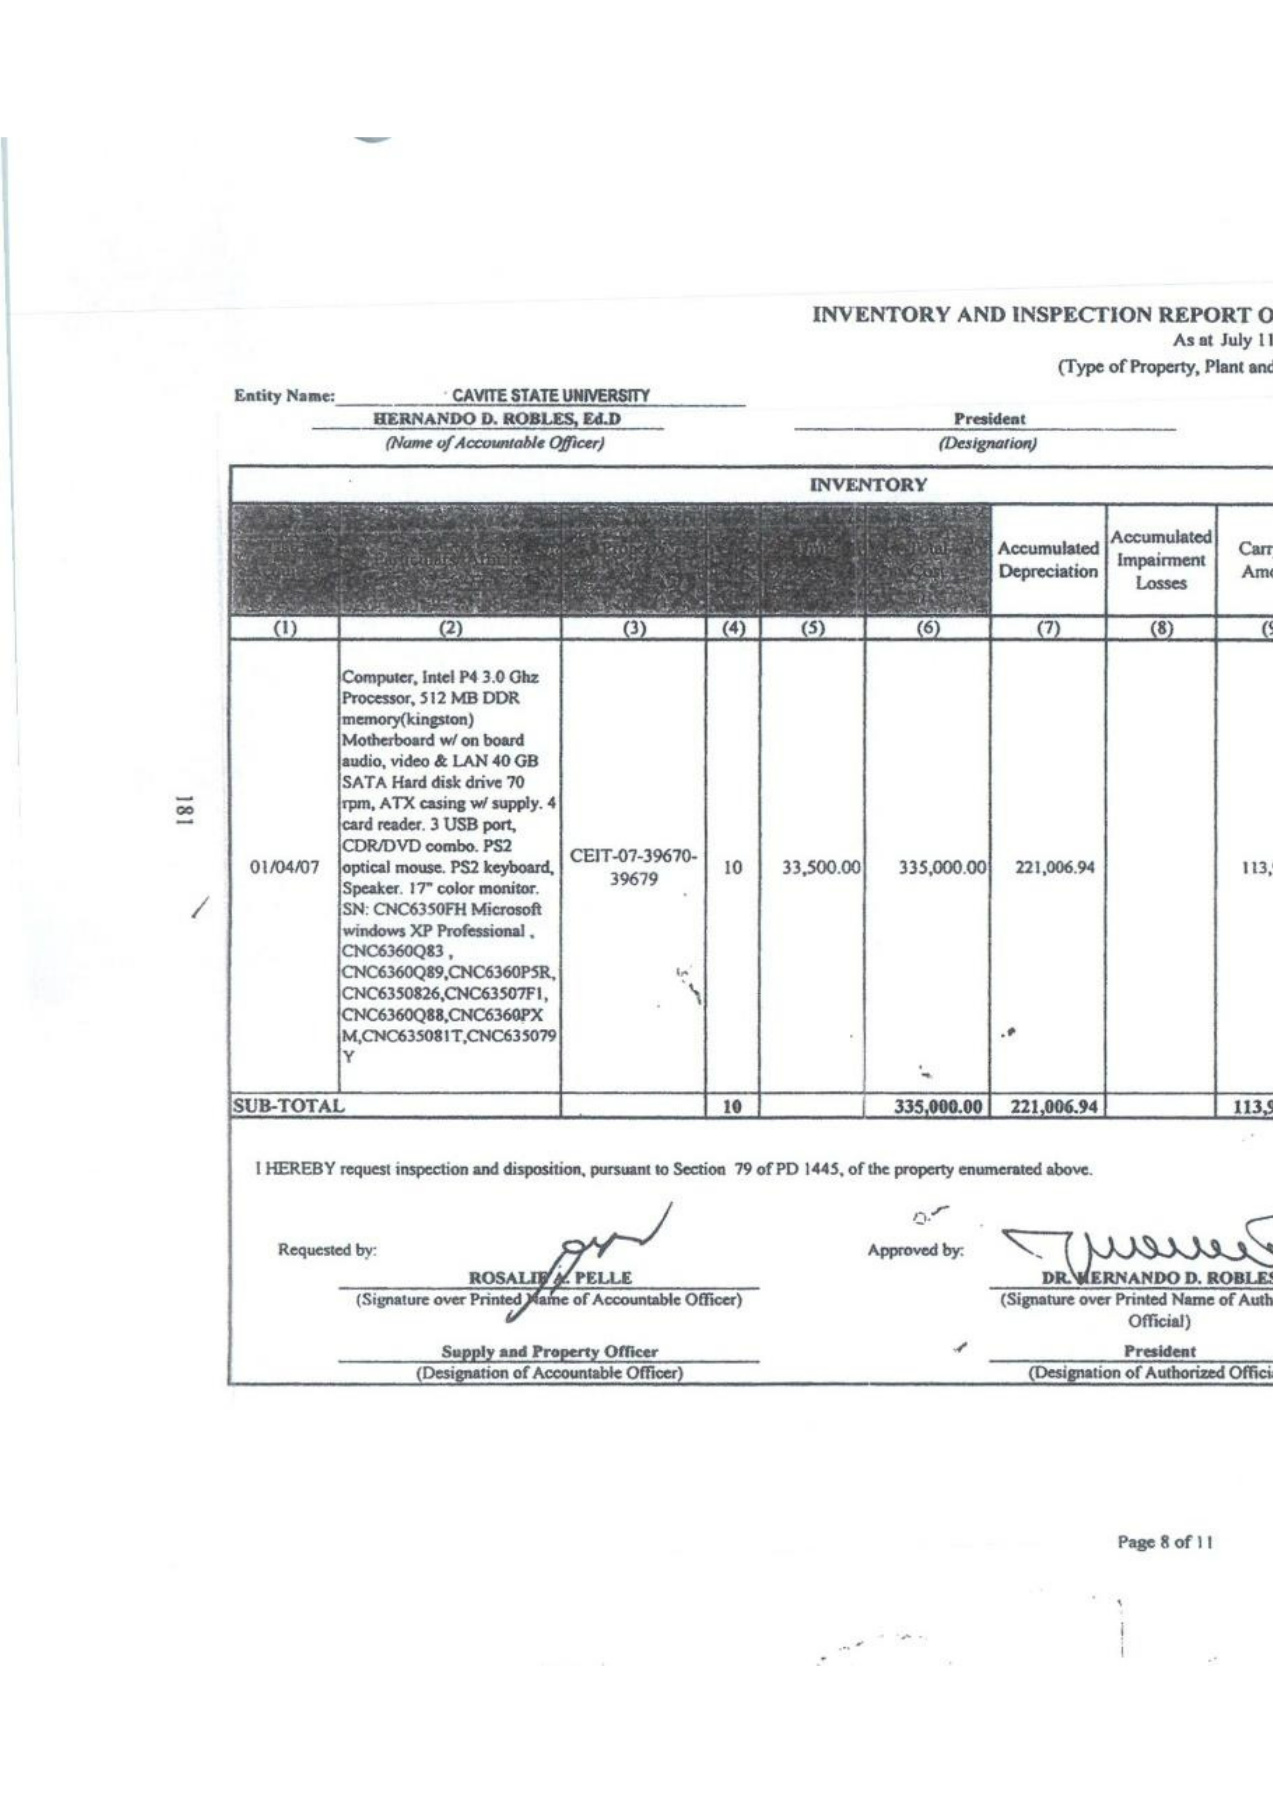 INVENTORY AND INSPECTION REPORT O
As at July 11
(Type of Property, Plant and
Entity Name: CAVITE STATE UNIVERSITY
HERNANDO D. ROBLES, Ed.D President
(Name of Accountable Officer) (Designation)
INVENTORY
Total Cost Accumulated Depreciation Accumulated Impairment Losses Carr Amo
(1) (2) (3) (4) (5) (6) (7) (8) (9
Computer, Intel P4 3.0 Ghz
Processor, 512 MB DDR
memory(kingston)
Motherboard w/ on board
audio, video & LAN 40 GB
SATA Hard disk drive 70
rpm, ATX casing w/ supply. 4
card reader. 3 USB port,
CDR/DVD combo. PS2
optical mouse. PS2 keyboard,
Speaker. 17" color monitor.
SN: CNC6350FH Microsoft
windows XP Professional ,
CNC6360Q83 ,
CNC6360Q89,CNC6360P5R,
CNC6350826,CNC63507F1,
CNC6360Q88,CNC6360PX
M,CNC635081T,CNC635079
Y
01/04/07 CEIT-07-39670-39679 10 33,500.00 335,000.00 221,006.94 113,
181
SUB-TOTAL 10 335,000.00 221,006.94 113,9
I HEREBY request inspection and disposition, pursuant to Section 79 of PD 1445, of the property enumerated above.
Requested by: Approved by:
ROSALIE A. PELLE DR. HERNANDO D. ROBLES
(Signature over Printed Name of Accountable Officer) (Signature over Printed Name of Auth
Official)
Supply and Property Officer President
(Designation of Accountable Officer) (Designation of Authorized Offici
Page 8 of 11